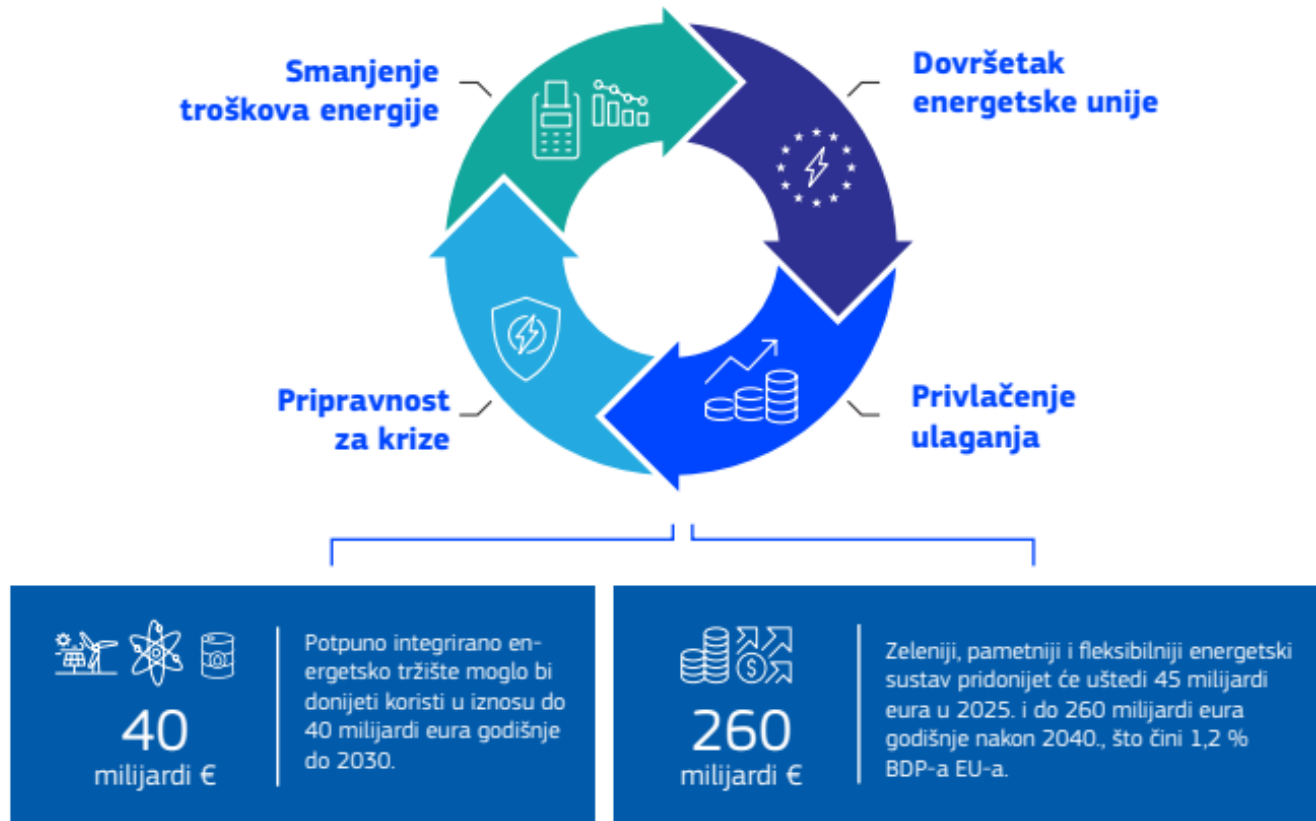 Smanjenje
troškova energije
Dovršetak
energetske unije
Pripravnost
za krize
Privlačenje
ulaganja
40
milijardi €
Potpuno integrirano en-
ergetsko tržište moglo bi
donijeti koristi u iznosu do
40 milijardi eura godišnje
do 2030.
$
260
milijardi €
Zeleniji, pametniji i fleksibilniji energetski
sustav pridonijet će uštedi 45 milijardi
eura u 2025. i do 260 milijardi eura
godišnje nakon 2040., što čini 1,2 %
BDP-a EU-a.